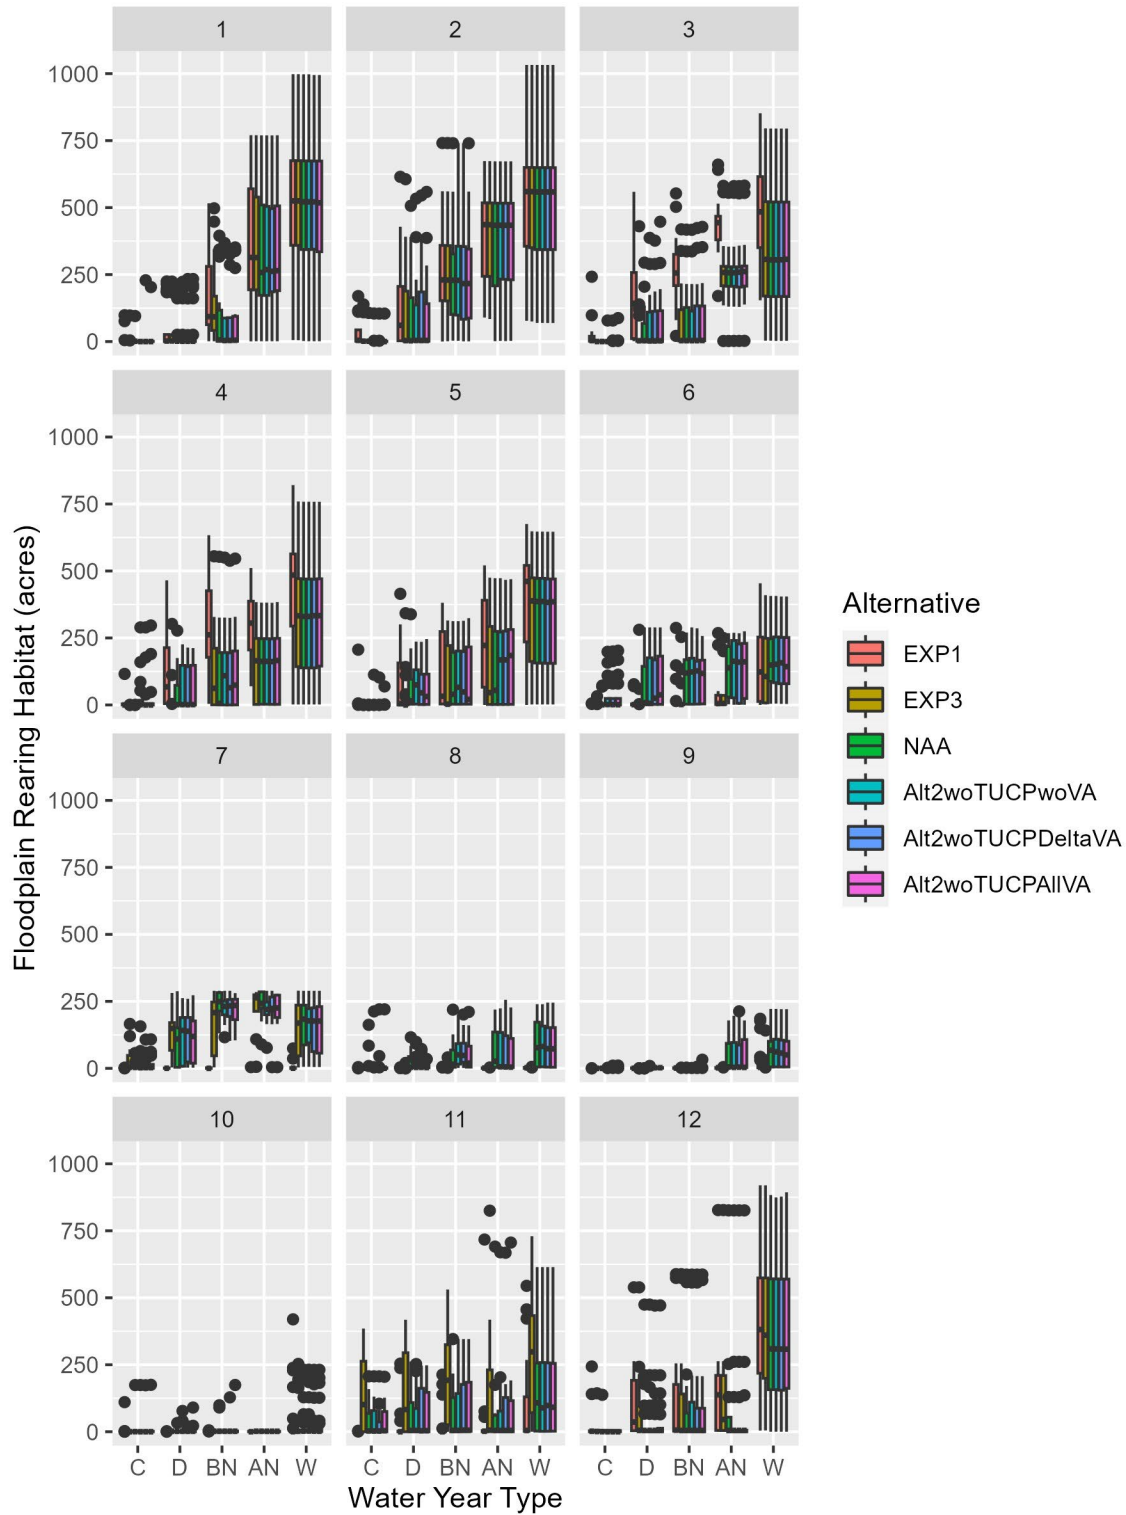 1 2 3
1000
750
500
250
0
4 5 6
1000
750
500
250
0
7 8 9
1000
750
500
250
0
10 11 12
1000
750
500
250
0
C D BN AN W C D BN AN W C D BN AN W
Water Year Type
Floodplain Rearing Habitat (acres)
Alternative
EXP1
EXP3
NAA
Alt2woTUCPwoVA
Alt2woTUCPDeltaVA
Alt2woTUCPAllVA